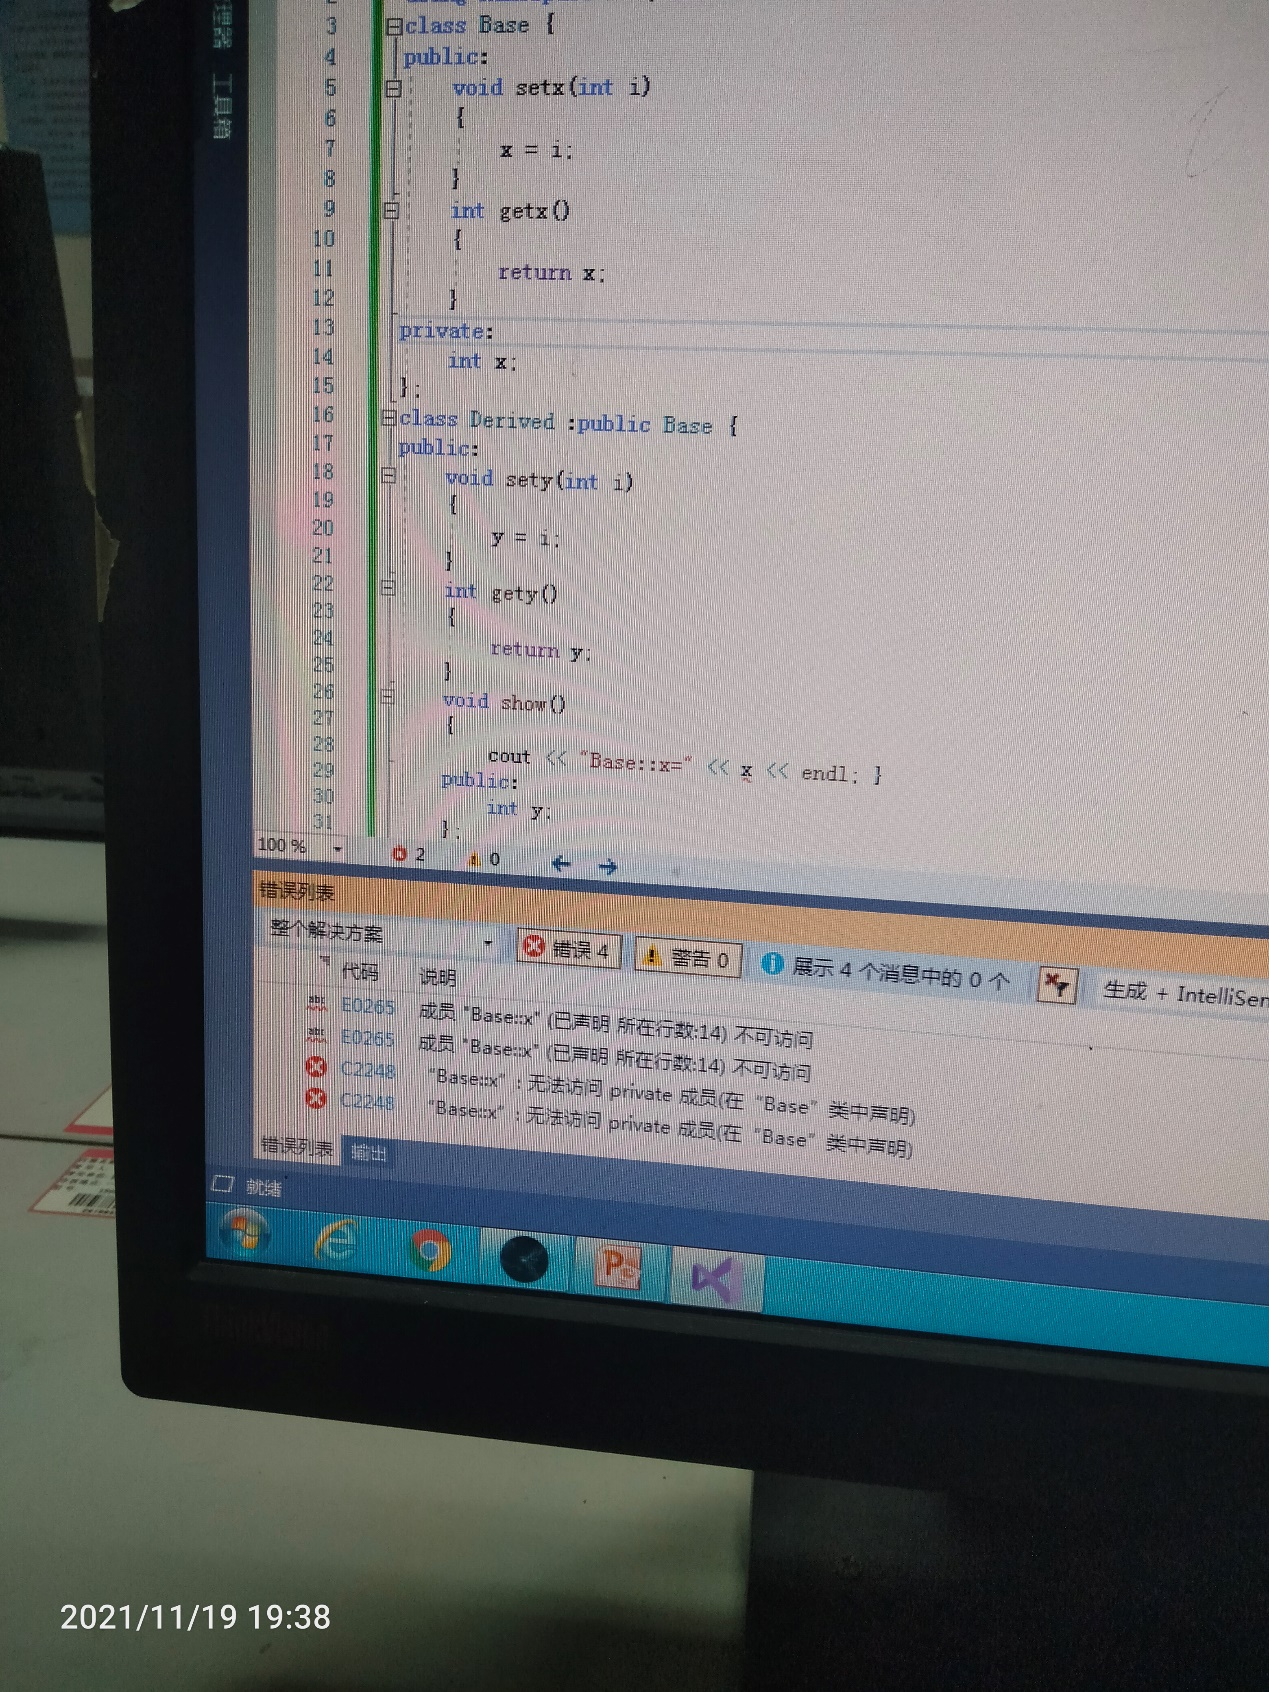 理器
工具箱
3 class Base {
4 public:
5 void setx(int i)
6 {
7 x = i;
8 }
9 int getx()
10 {
11 return x;
12 }
13 private:
14 int x;
15 };
16 class Derived :public Base {
17 public:
18 void sety(int i)
19 {
20 y = i;
21 }
22 int gety()
23 {
24 return y;
25 }
26 void show()
27 {
28 cout << "Base::x=" << x << endl; }
29 public:
30 int y;
31 };
100 % 2 0
错误列表
整个解决方案 错误 4 警告 0 展示 4 个消息中的 0 个 生成 + IntelliSen
代码 说明
abc E0265 成员 "Base::x" (已声明 所在行数:14) 不可访问
abc E0265 成员 "Base::x" (已声明 所在行数:14) 不可访问
C2248 "Base::x" : 无法访问 private 成员(在 "Base" 类中声明)
C2248 "Base::x" : 无法访问 private 成员(在 "Base" 类中声明)
错误列表 输出
就绪
2021/11/19 19:38